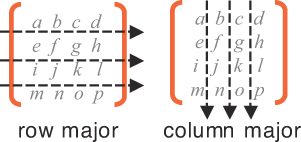 a b c d
e f g h
i j k l
m n o p
row major
a b c d
e f g h
i j k l
m n o p
column major